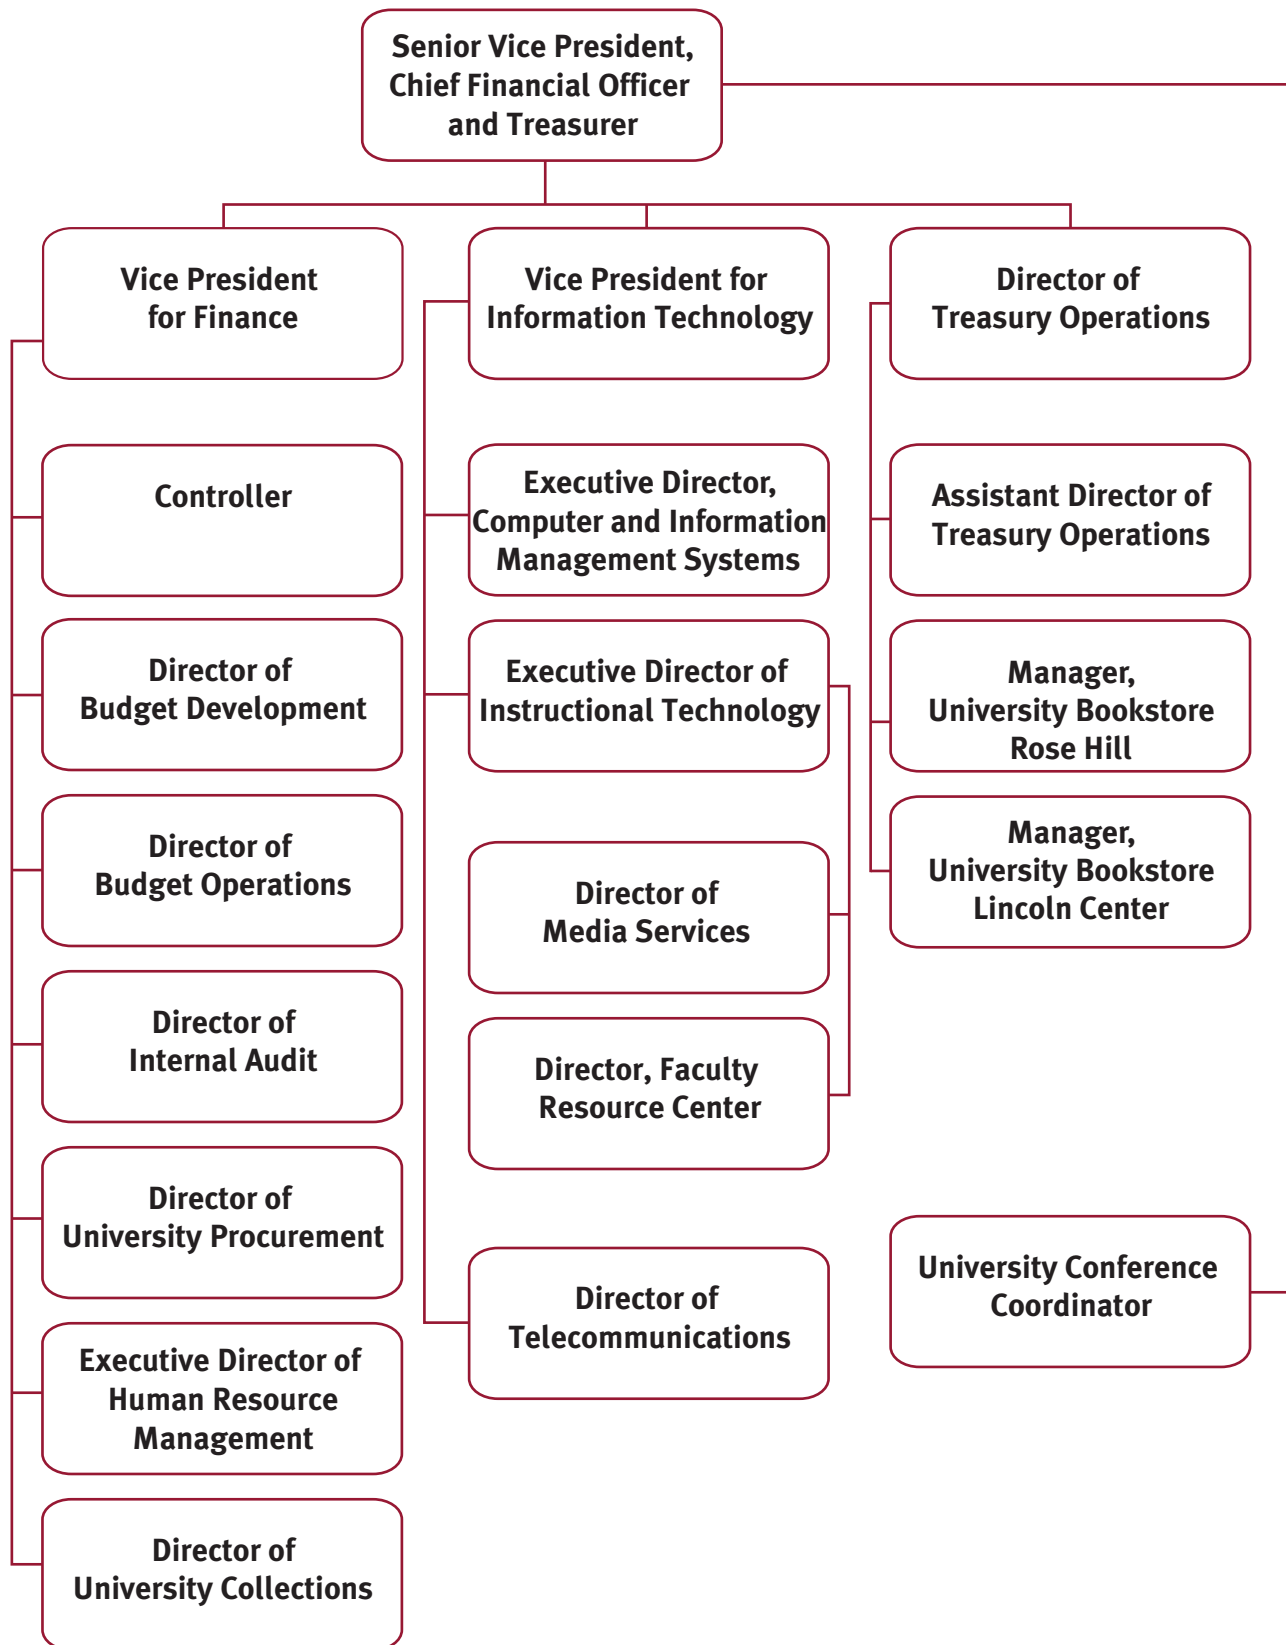 Senior Vice President,
Chief Financial Officer
and Treasurer
Vice President
for Finance
Controller
Director of
Budget Development
Director of
Budget Operations
Director of
Internal Audit
Director of
University Procurement
Executive Director of
Human Resource
Management
Director of
University Collections
Vice President for
Information Technology
Executive Director,
Computer and Information
Management Systems
Executive Director of
Instructional Technology
Director of
Media Services
Director, Faculty
Resource Center
Director of
Telecommunications
Director of
Treasury Operations
Assistant Director of
Treasury Operations
Manager,
University Bookstore
Rose Hill
Manager,
University Bookstore
Lincoln Center
University Conference
Coordinator